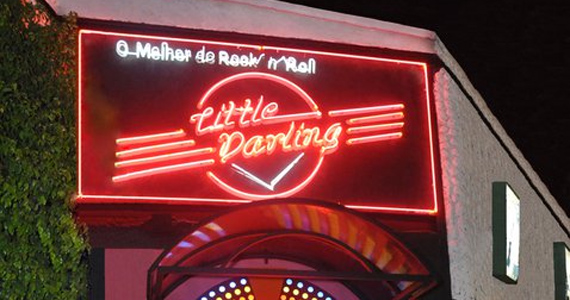 O Melhor do Rock n' Roll
Little
Darling